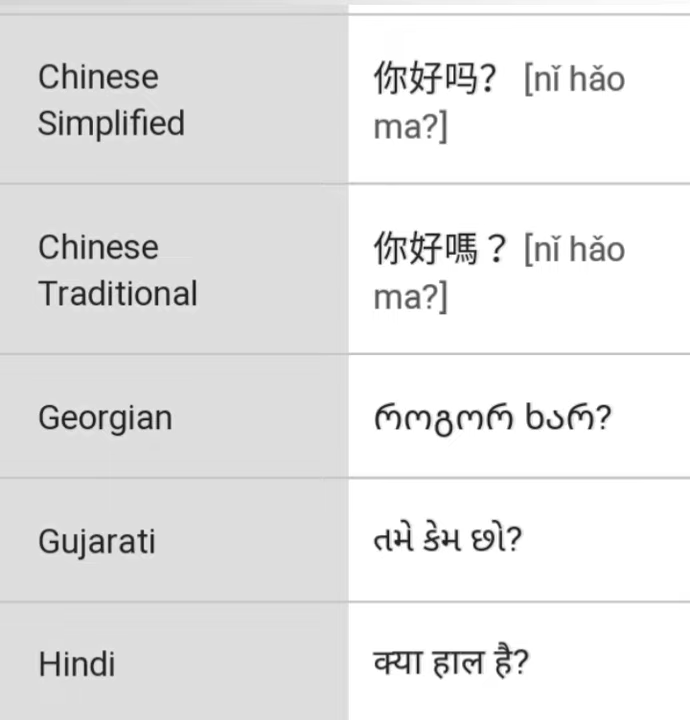 Chinese
Simplified
你好吗？ [nǐ hǎo
ma?]
Chinese
Traditional
你好嗎？[nǐ hǎo
ma?]
Georgian
როგორ ხარ?
Gujarati
તમે કેમ છો?
Hindi
क्या हाल है?